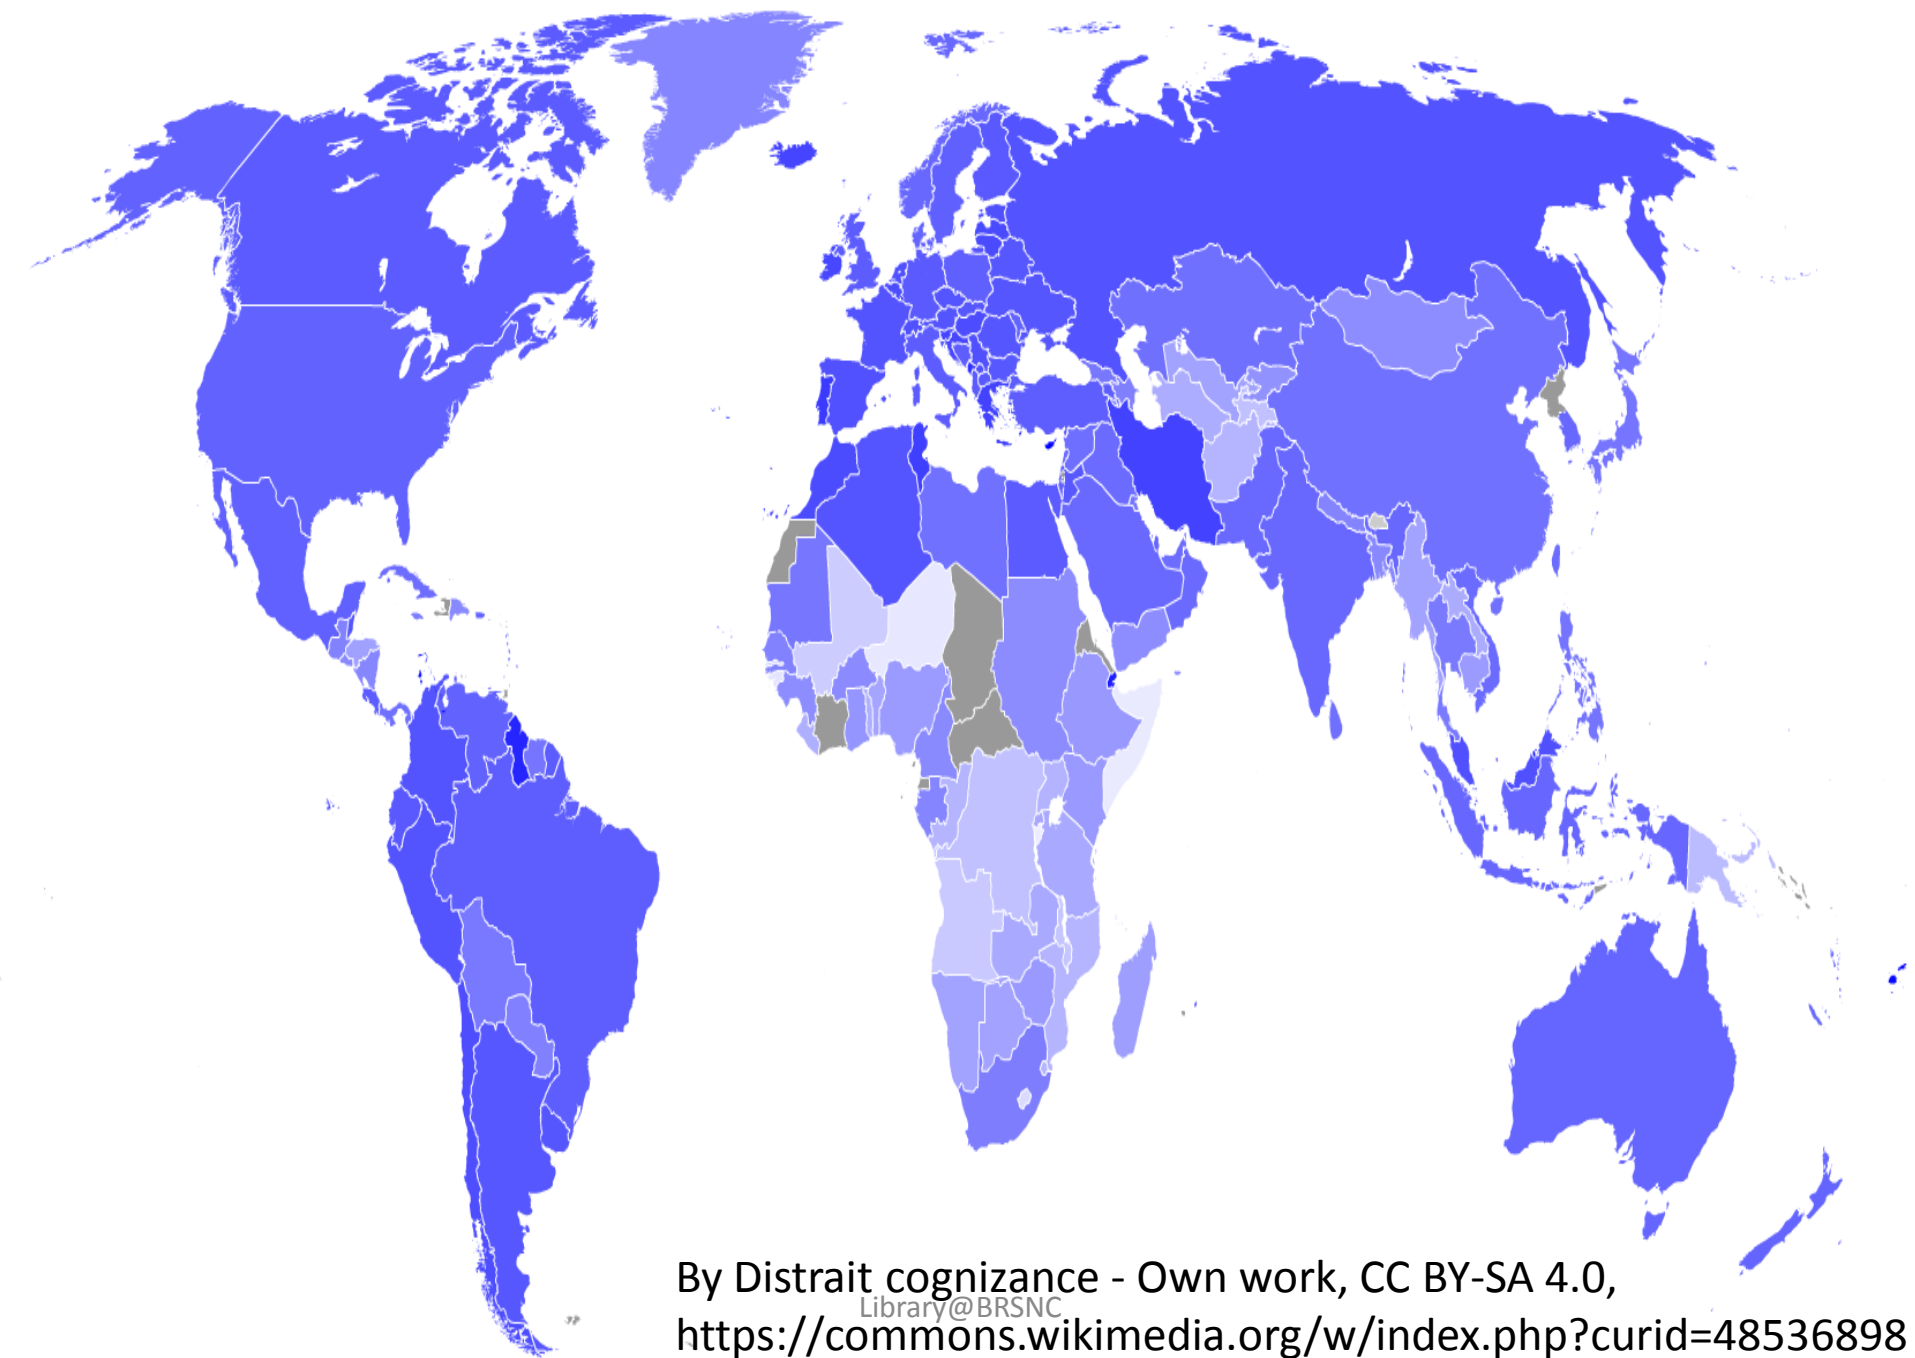 By Distrait cognizance - Own work, CC BY-SA 4.0,
Library@BRSNC
https://commons.wikimedia.org/w/index.php?curid=48536898